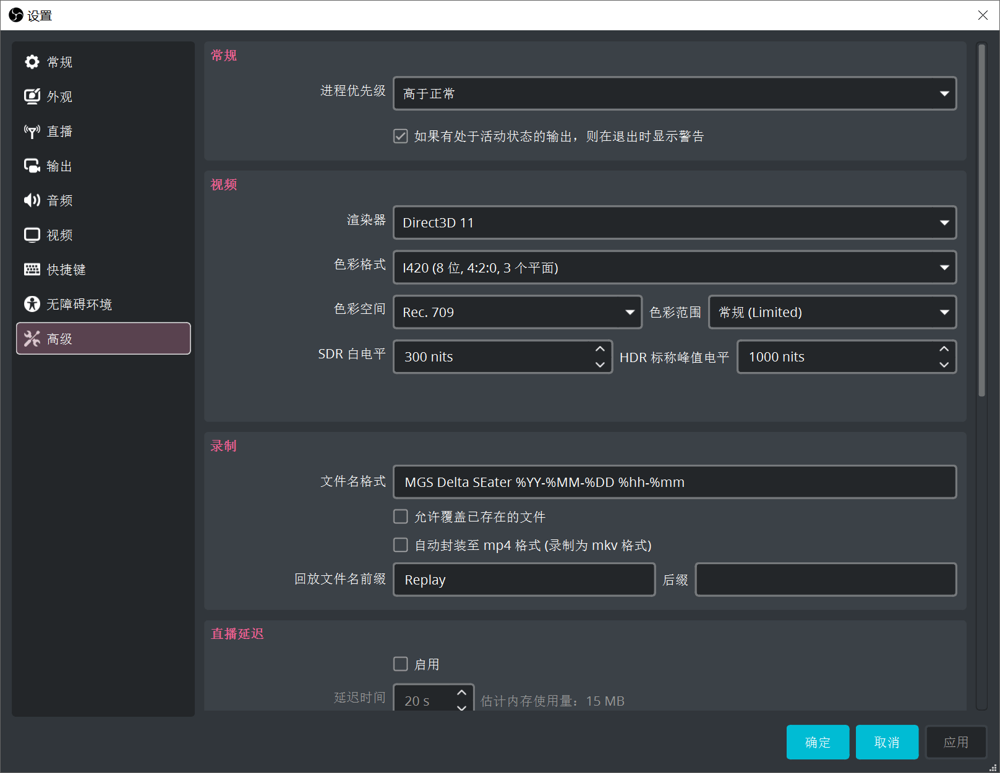 设置
常规
外观
直播
输出
音频
视频
快捷键
无障碍环境
高级
常规
进程优先级 高于正常
如果有处于活动状态的输出，则在退出时显示警告
视频
渲染器 Direct3D 11
色彩格式 I420 (8 位, 4:2:0, 3 个平面)
色彩空间 Rec. 709 色彩范围 常规 (Limited)
SDR 白电平 300 nits HDR 标称峰值电平 1000 nits
录制
文件名格式 MGS Delta SEater %YY-%MM-%DD %hh-%mm
允许覆盖已存在的文件
自动封装至 mp4 格式 (录制为 mkv 格式)
回放文件名前缀 Replay 后缀
直播延迟
启用
延迟时间 20 s 估计内存使用量：15 MB
确定 取消 应用